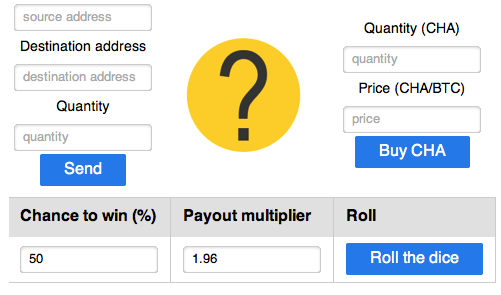 source address
Destination address
destination address
Quantity
quantity
Send
?
Quantity (CHA)
quantity
Price (CHA/BTC)
price
Buy CHA
Chance to win (%) Payout multiplier Roll
50 1.96 Roll the dice